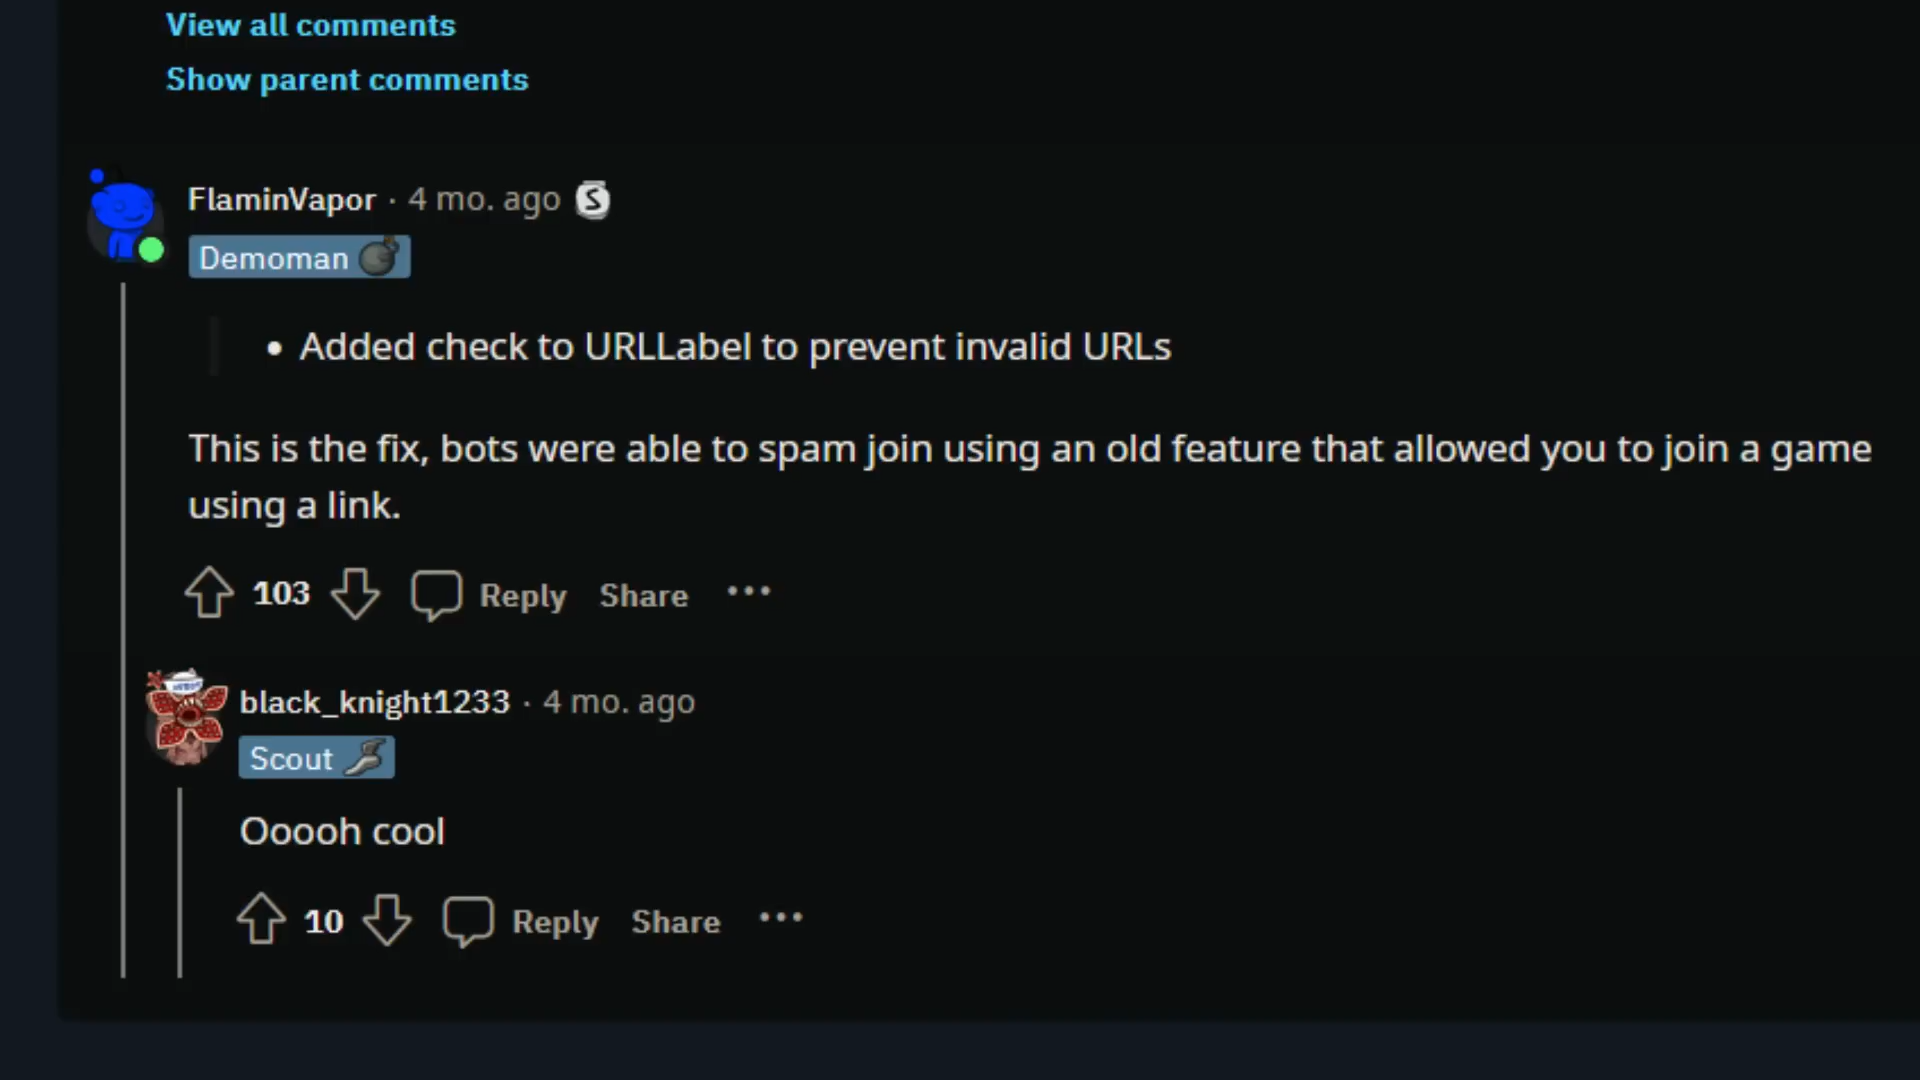 View all comments
Show parent comments
FlaminVapor · 4 mo. ago S
Demoman
• Added check to URLLabel to prevent invalid URLs
This is the fix, bots were able to spam join using an old feature that allowed you to join a game
using a link.
103 Reply Share ···
black_knight1233 · 4 mo. ago
Scout
Ooooh cool
10 Reply Share ···